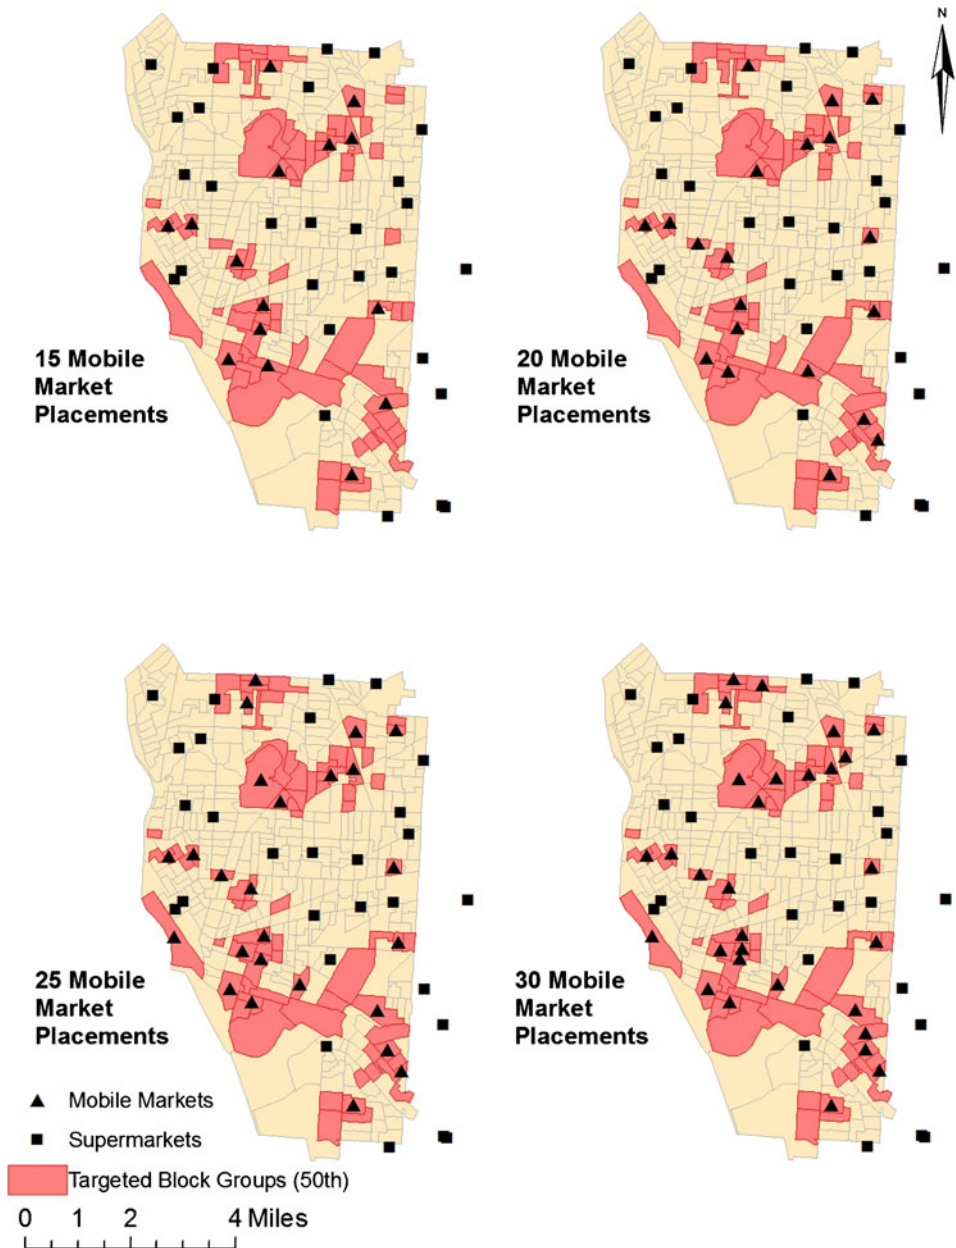 N
15 Mobile
Market
Placements
20 Mobile
Market
Placements
25 Mobile
Market
Placements
30 Mobile
Market
Placements
Mobile Markets
Supermarkets
Targeted Block Groups (50th)
0 1 2 4 Miles